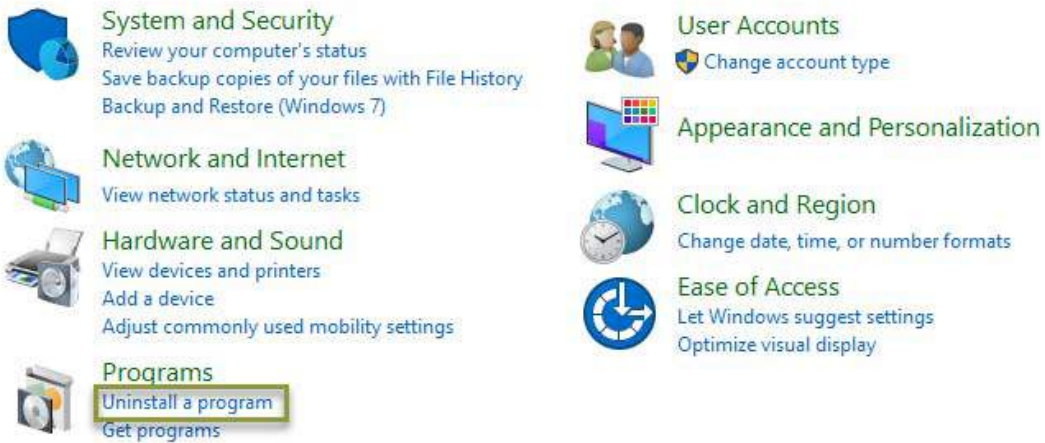 System and Security
Review your computer's status
Save backup copies of your files with File History
Backup and Restore (Windows 7)
Network and Internet
View network status and tasks
Hardware and Sound
View devices and printers
Add a device
Adjust commonly used mobility settings
Programs
Uninstall a program
Get programs
User Accounts
Change account type
Appearance and Personalization
Clock and Region
Change date, time, or number formats
Ease of Access
Let Windows suggest settings
Optimize visual display